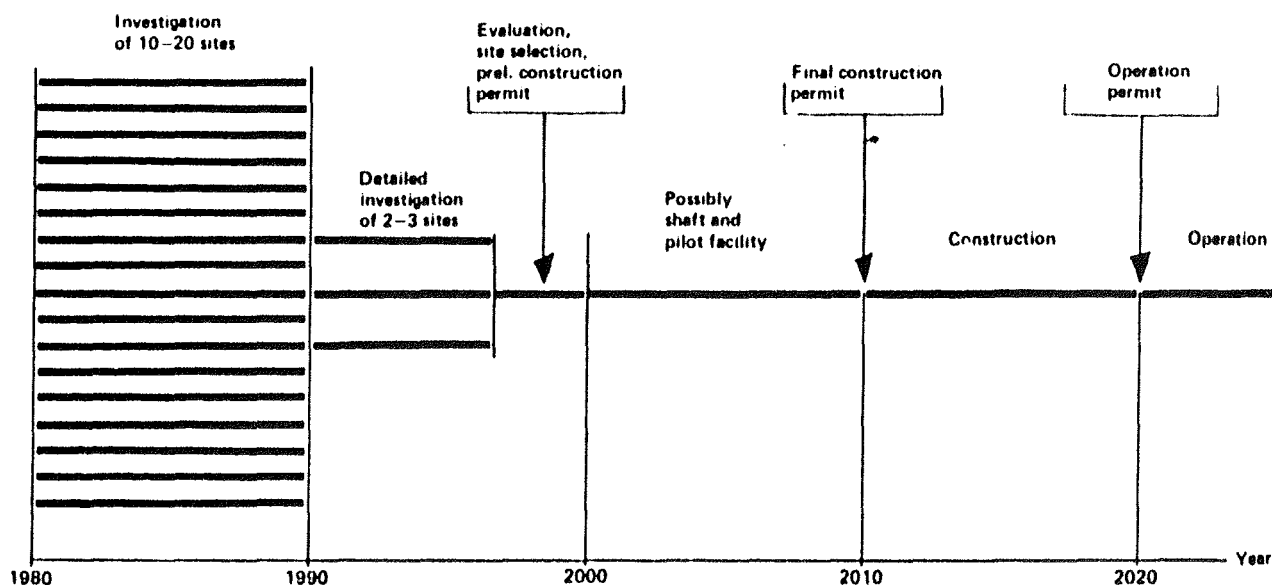 Investigation
of 10–20 sites
Evaluation,
site selection,
prel. construction
permit
Final construction
permit
Operation
permit
Detailed
investigation
of 2–3 sites
Possibly
shaft and
pilot facility
Construction
Operation
1980
1990
2000
2010
2020
Year